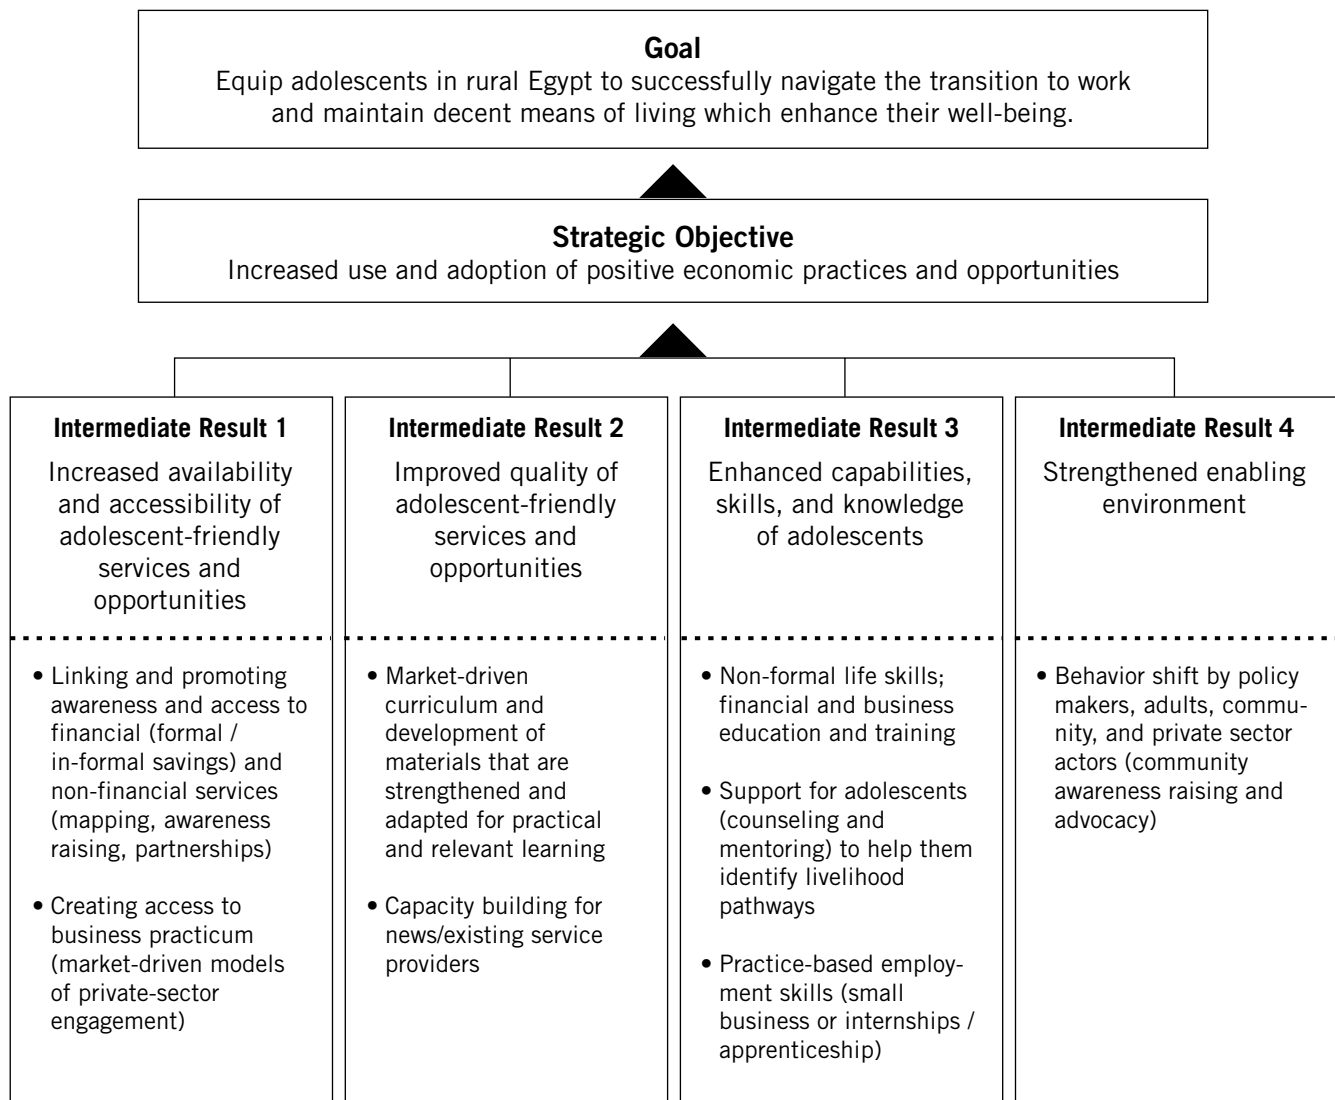 Goal
Equip adolescents in rural Egypt to successfully navigate the transition to work
and maintain decent means of living which enhance their well-being.
Strategic Objective
Increased use and adoption of positive economic practices and opportunities
Intermediate Result 1
Increased availability
and accessibility of
adolescent-friendly
services and
opportunities
• Linking and promoting
awareness and access to
financial (formal /
in-formal savings) and
non-financial services
(mapping, awareness
raising, partnerships)
• Creating access to
business practicum
(market-driven models
of private-sector
engagement)
Intermediate Result 2
Improved quality of
adolescent-friendly
services and
opportunities
• Market-driven
curriculum and
development of
materials that are
strengthened and
adapted for practical
and relevant learning
• Capacity building for
news/existing service
providers
Intermediate Result 3
Enhanced capabilities,
skills, and knowledge
of adolescents
• Non-formal life skills;
financial and business
education and training
• Support for adolescents
(counseling and
mentoring) to help them
identify livelihood
pathways
• Practice-based employ-
ment skills (small
business or internships /
apprenticeship)
Intermediate Result 4
Strengthened enabling
environment
• Behavior shift by policy
makers, adults, commu-
nity, and private sector
actors (community
awareness raising and
advocacy)